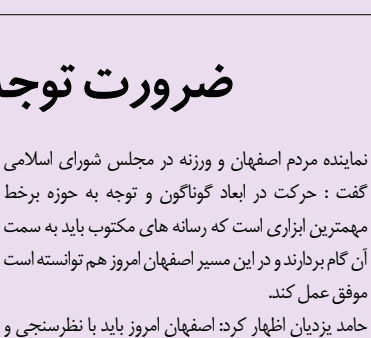 ضرورت توجه
نماینده مردم اصفهان و ورزنه در مجلس شورای اسلامی
گفت : حرکت در ابعاد گوناگون و توجه به حوزه برخط
مهمترین ابزاری است که رسانه های مکتوب باید به سمت
آن گام بردارند و در این مسیر اصفهان امروز هم توانسته است
موفق عمل کند.
حامد یزدیان اظهار کرد: اصفهان امروز باید با نظرسنجی و